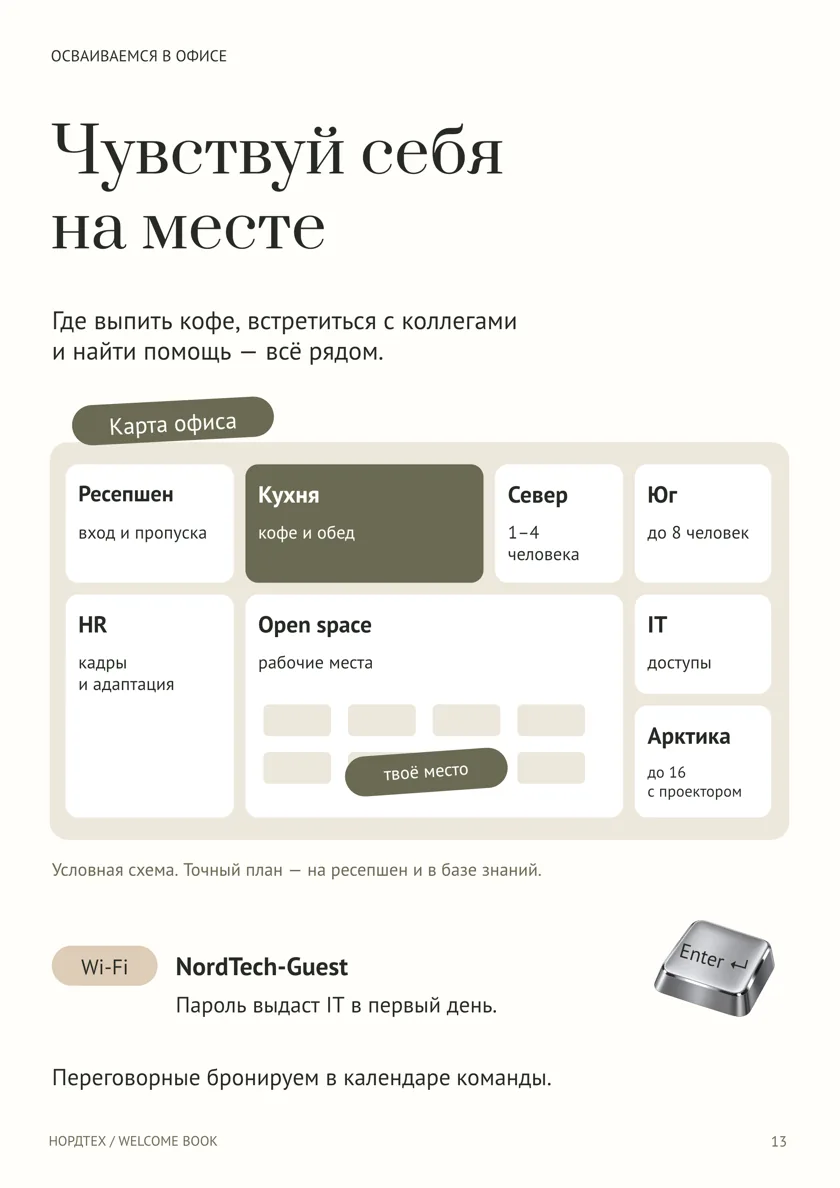 ОСВАИВАЕМСЯ В ОФИСЕ
Чувствуй себя
на месте
Где выпить кофе, встретиться с коллегами
и найти помощь — всё рядом.
Карта офиса
Ресепшен
вход и пропуска
Кухня
кофе и обед
Север
1–4
человека
Юг
до 8 человек
HR
кадры
и адаптация
Open space
рабочие места
твоё место
IT
доступы
Арктика
до 16
с проектором
Условная схема. Точный план — на ресепшен и в базе знаний.
Wi-Fi
NordTech-Guest
Пароль выдаст IT в первый день.
Enter ↵
Переговорные бронируем в календаре команды.
НОРДТЕХ / WELCOME BOOK
13